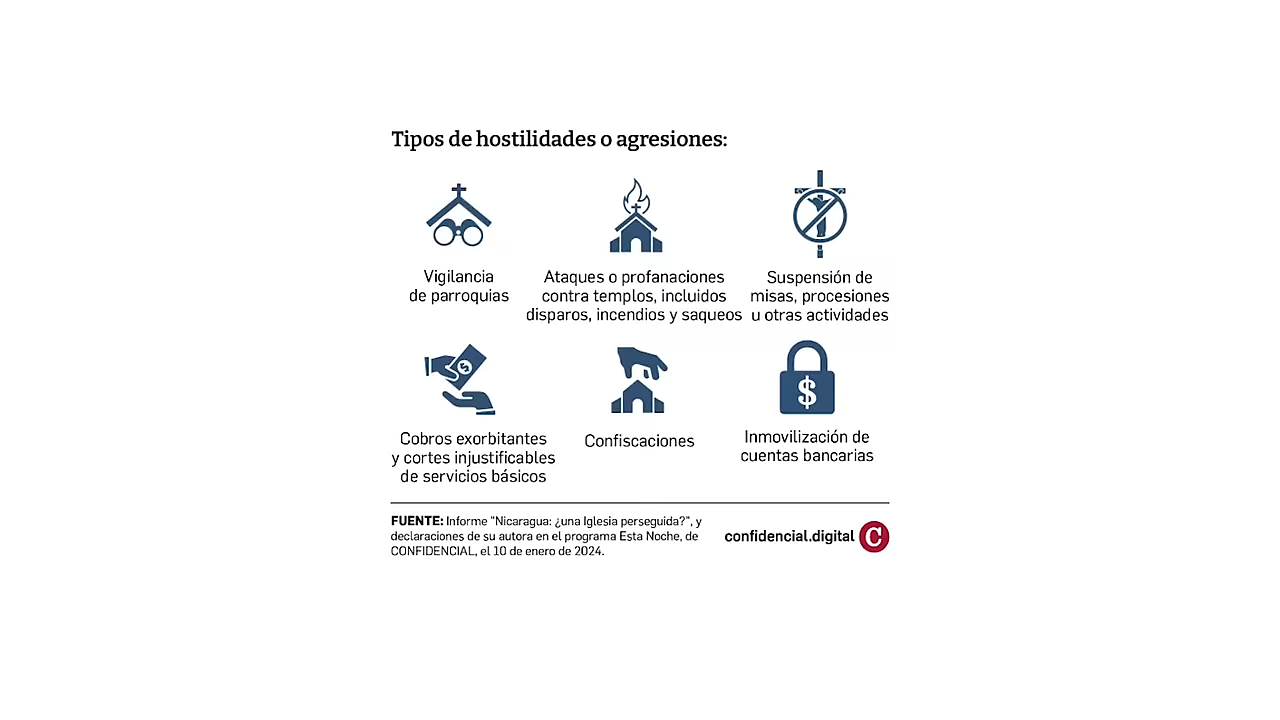 Tipos de hostilidades o agresiones:
Vigilancia
de parroquias
Ataques o profanaciones
contra templos, incluidos
disparos, incendios y saqueos
Suspensión de
misas, procesiones
u otras actividades
$
$
Cobros exorbitantes
y cortes injustificables
de servicios básicos
Confiscaciones
Inmovilización de
cuentas bancarias
FUENTE: Informe "Nicaragua: ¿una Iglesia perseguida?", y
declaraciones de su autora en el programa Esta Noche, de
CONFIDENCIAL, el 10 de enero de 2024.
confidencial.digital C